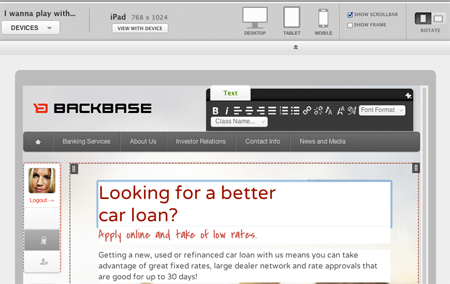 I wanna play with...
DEVICES
iPad 768 x 1024
VIEW WITH DEVICE
DESKTOP TABLET MOBILE
SHOW SCROLLBAR
SHOW FRAME
ROTATE
Text
B I
Font Format
Class Name...
BACKBASE
Banking Services About Us Investor Relations Contact Info News and Media
Logout →
Looking for a better
car loan?
Apply online and take of low rates.
Getting a new, used or refinanced car loan with us means you can take
advantage of great fixed rates, large dealer network and rate approvals that
are good for up to 30 days!